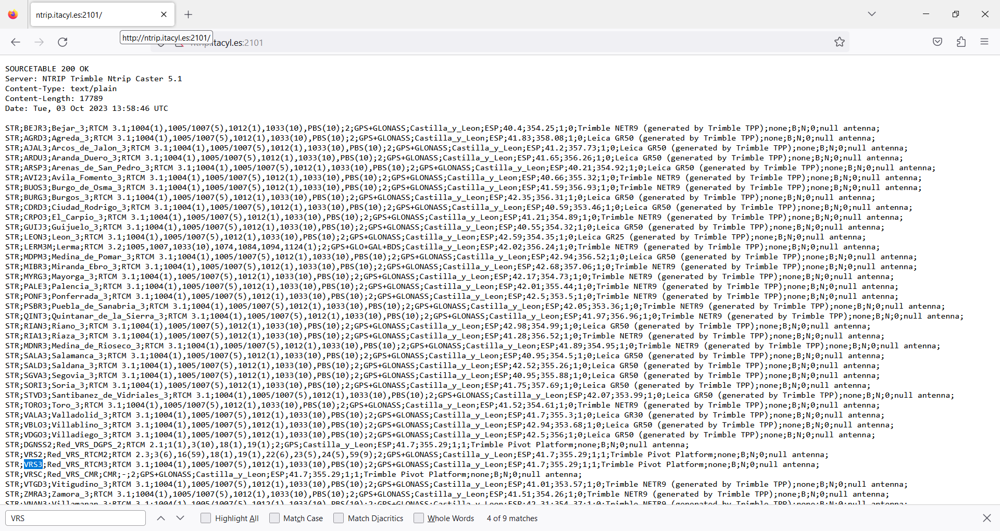 ntrip.itacyl.es:2101/
http://ntrip.itacyl.es:2101/
ntrip.itacyl.es:2101
SOURCETABLE 200 OK
Server: NTRIP Trimble Ntrip Caster 5.1
Content-Type: text/plain
Content-Length: 17789
Date: Tue, 03 Oct 2023 13:58:46 UTC
STR;BEJR3;Bejar_3;RTCM 3.1;1004(1),1005/1007(5),1012(1),1033(10),PBS(10);2;GPS+GLONASS;Castilla_y_Leon;ESP;40.4;354.25;1;0;Trimble NETR9 (generated by Trimble TPP);none;B;N;0;null antenna;
STR;AGRD3;Agreda_3;RTCM 3.1;1004(1),1005/1007(5),1012(1),1033(10),PBS(10);2;GPS+GLONASS;Castilla_y_Leon;ESP;41.83;358.08;1;0;Leica GR50 (generated by Trimble TPP);none;B;N;0;null antenna;
STR;AJAL3;Arcos_de_Jalon_3;RTCM 3.1;1004(1),1005/1007(5),1012(1),1033(10),PBS(10);2;GPS+GLONASS;Castilla_y_Leon;ESP;41.2;357.73;1;0;Leica GR50 (generated by Trimble TPP);none;B;N;0;null antenna;
STR;ARDU3;Aranda_Duero_3;RTCM 3.1;1004(1),1005/1007(5),1012(1),1033(10),PBS(10);2;GPS+GLONASS;Castilla_y_Leon;ESP;41.65;356.26;1;0;Leica GR50 (generated by Trimble TPP);none;B;N;0;null antenna;
STR;ARSP3;Arenas_de_San_Pedro_3;RTCM 3.1;1004(1),1005/1007(5),1012(1),1033(10),PBS(10);2;GPS+GLONASS;Castilla_y_Leon;ESP;40.21;354.92;1;0;Leica GR50 (generated by Trimble TPP);none;B;N;0;null antenna;
STR;AVI23;Avila_Fomento_3;RTCM 3.1;1004(1),1005/1007(5),1012(1),1033(10),PBS(10);2;GPS+GLONASS;Castilla_y_Leon;ESP;40.66;355.32;1;0;Trimble NETR9 (generated by Trimble TPP);none;B;N;0;null antenna;
STR;BUOS3;Burgo_de_Osma_3;RTCM 3.1;1004(1),1005/1007(5),1012(1),1033(10),PBS(10);2;GPS+GLONASS;Castilla_y_Leon;ESP;41.59;356.93;1;0;Trimble NETR9 (generated by Trimble TPP);none;B;N;0;null antenna;
STR;BURG3;Burgos_3;RTCM 3.1;1004(1),1005/1007(5),1012(1),1033(10),PBS(10);2;GPS+GLONASS;Castilla_y_Leon;ESP;42.35;356.31;1;0;Leica GR50 (generated by Trimble TPP);none;B;N;0;null antenna;
STR;CDRD3;Ciudad_Rodrigo_3;RTCM 3.1;1004(1),1005/1007(5),1012(1),1033(10),PBS(10);2;GPS+GLONASS;Castilla_y_Leon;ESP;40.59;353.46;1;0;Leica GR50 (generated by Trimble TPP);none;B;N;0;null antenna;
STR;CRPO3;El_Carpio_3;RTCM 3.1;1004(1),1005/1007(5),1012(1),1033(10),PBS(10);2;GPS+GLONASS;Castilla_y_Leon;ESP;41.21;354.89;1;0;Trimble NETR9 (generated by Trimble TPP);none;B;N;0;null antenna;
STR;GUIJ3;Guijuelo_3;RTCM 3.1;1004(1),1005/1007(5),1012(1),1033(10),PBS(10);2;GPS+GLONASS;Castilla_y_Leon;ESP;40.55;354.32;1;0;Leica GR50 (generated by Trimble TPP);none;B;N;0;null antenna;
STR;LEON3;Leon_3;RTCM 3.1;1004(1),1005/1007(5),1012(1),1033(10),PBS(10);2;GPS+GLONASS;Castilla_y_Leon;ESP;42.59;354.35;1;0;Leica GR25 (generated by Trimble TPP);none;B;N;0;null antenna;
STR;LERM3M;Lerma;RTCM 3.2;1005,1007,1033(10),1074,1084,1094,1124(1);2;GPS+GLO+GAL+BDS;Castilla_y_Leon;ESP;42.02;356.24;1;0;Trimble NETR9 (generated by Trimble TPP);none;B;N;0;null antenna;
STR;MDPM3;Medina_de_Pomar_3;RTCM 3.1;1004(1),1005/1007(5),1012(1),1033(10),PBS(10);2;GPS+GLONASS;Castilla_y_Leon;ESP;42.94;356.52;1;0;Leica GR50 (generated by Trimble TPP);none;B;N;0;null antenna;
STR;MIBR3;Miranda_Ebro_3;RTCM 3.1;1004(1),1005/1007(5),1012(1),1033(10),PBS(10);2;GPS+GLONASS;Castilla_y_Leon;ESP;42.68;357.06;1;0;Trimble NETR9 (generated by Trimble TPP);none;B;N;0;null antenna;
STR;MYRG3;Mayorga_3;RTCM 3.1;1004(1),1005/1007(5),1012(1),1033(10),PBS(10);2;GPS+GLONASS;Castilla_y_Leon;ESP;42.17;354.73;1;0;Trimble NETR9 (generated by Trimble TPP);none;B;N;0;null antenna;
STR;PALE3;Palencia_3;RTCM 3.1;1004(1),1005/1007(5),1012(1),1033(10),PBS(10);2;GPS+GLONASS;Castilla_y_Leon;ESP;42.01;355.44;1;0;Trimble NETR9 (generated by Trimble TPP);none;B;N;0;null antenna;
STR;PONF3;Ponferrada_3;RTCM 3.1;1004(1),1005/1007(5),1012(1),1033(10),PBS(10);2;GPS+GLONASS;Castilla_y_Leon;ESP;42.5;353.5;1;0;Trimble NETR9 (generated by Trimble TPP);none;B;N;0;null antenna;
STR;PSBR3;Puebla_de_Sanabria_3;RTCM 3.1;1004(1),1005/1007(5),1012(1),1033(10),PBS(10);2;GPS+GLONASS;Castilla_y_Leon;ESP;42.05;353.36;1;0;Trimble NETR9 (generated by Trimble TPP);none;B;N;0;null antenna;
STR;QINT3;Quintanar_de_la_Sierra_3;RTCM 3.1;1004(1),1005/1007(5),1012(1),1033(10),PBS(10);2;GPS+GLONASS;Castilla_y_Leon;ESP;41.97;356.96;1;0;Trimble NETR9 (generated by Trimble TPP);none;B;N;0;null antenna;
STR;RIAN3;Riano_3;RTCM 3.1;1004(1),1005/1007(5),1012(1),1033(10),PBS(10);2;GPS+GLONASS;Castilla_y_Leon;ESP;42.98;354.99;1;0;Leica GR50 (generated by Trimble TPP);none;B;N;0;null antenna;
STR;RIA13;Riaza_3;RTCM 3.1;1004(1),1005/1007(5),1012(1),1033(10),PBS(10);2;GPS+GLONASS;Castilla_y_Leon;ESP;41.28;356.52;1;0;Trimble NETR9 (generated by Trimble TPP);none;B;N;0;null antenna;
STR;MDNR3;Medina_de_Rioseco_3;RTCM 3.1;1004(1),1005/1007(5),1012(1),1033(10),PBS(10);2;GPS+GLONASS;Castilla_y_Leon;ESP;41.89;354.95;1;0;Trimble NETR9 (generated by Trimble TPP);none;B;N;0;null antenna;
STR;SALA3;Salamanca_3;RTCM 3.1;1004(1),1005/1007(5),1012(1),1033(10),PBS(10);2;GPS+GLONASS;Castilla_y_Leon;ESP;40.95;354.5;1;0;Leica GR50 (generated by Trimble TPP);none;B;N;0;null antenna;
STR;SALD3;Saldana_3;RTCM 3.1;1004(1),1005/1007(5),1012(1),1033(10),PBS(10);2;GPS+GLONASS;Castilla_y_Leon;ESP;42.52;355.26;1;0;Leica GR50 (generated by Trimble TPP);none;B;N;0;null antenna;
STR;SGVA3;Segovia_3;RTCM 3.1;1004(1),1005/1007(5),1012(1),1033(10),PBS(10);2;GPS+GLONASS;Castilla_y_Leon;ESP;40.95;355.88;1;0;Leica GR50 (generated by Trimble TPP);none;B;N;0;null antenna;
STR;SORI3;Soria_3;RTCM 3.1;1004(1),1005/1007(5),1012(1),1033(10),PBS(10);2;GPS+GLONASS;Castilla_y_Leon;ESP;41.75;357.69;1;0;Leica GR50 (generated by Trimble TPP);none;B;N;0;null antenna;
STR;STVD3;Santibanez_de_Vidriales_3;RTCM 3.1;1004(1),1005/1007(5),1012(1),1033(10),PBS(10);2;GPS+GLONASS;Castilla_y_Leon;ESP;42.07;353.99;1;0;Leica GR50 (generated by Trimble TPP);none;B;N;0;null antenna;
STR;TORO3;Toro_3;RTCM 3.1;1004(1),1005/1007(5),1012(1),1033(10),PBS(10);2;GPS+GLONASS;Castilla_y_Leon;ESP;41.52;354.61;1;0;Trimble NETR9 (generated by Trimble TPP);none;B;N;0;null antenna;
STR;VALA3;Valladolid_3;RTCM 3.1;1004(1),1005/1007(5),1012(1),1033(10),PBS(10);2;GPS+GLONASS;Castilla_y_Leon;ESP;41.7;355.3;1;0;Leica GR30 (generated by Trimble TPP);none;B;N;0;null antenna;
STR;VBLO3;Villablino_3;RTCM 3.1;1004(1),1005/1007(5),1012(1),1033(10),PBS(10);2;GPS+GLONASS;Castilla_y_Leon;ESP;42.94;353.68;1;0;Leica GR50 (generated by Trimble TPP);none;B;N;0;null antenna;
STR;VDGO3;Villadiego_3;RTCM 3.1;1004(1),1005/1007(5),1012(1),1033(10),PBS(10);2;GPS+GLONASS;Castilla_y_Leon;ESP;42.5;356;1;0;Leica GR50 (generated by Trimble TPP);none;B;N;0;null antenna;
STR;DGNSS2;Red_VRS_DGPS_2;RTCM 2.1;1(1),3(10),18(1),19(1);2;GPS;Castilla_y_Leon;ESP;41.7;355.29;1;1;Trimble Pivot Platform;none;B;N;0;null antenna;
STR;VRS2;Red_VRS_RTCM2;RTCM 2.3;3(6),16(59),18(1),19(1),22(6),23(5),24(5),59(9);2;GPS+GLONASS;Castilla_y_Leon;ESP;41.7;355.29;1;1;Trimble Pivot Platform;none;B;N;0;null antenna;
STR;VRS3;Red_VRS_RTCM3;RTCM 3.1;1004(1),1005/1007(5),1012(1),1033(10),PBS(10);2;GPS+GLONASS;Castilla_y_Leon;ESP;41.7;355.29;1;1;Trimble Pivot Platform;none;B;N;0;null antenna;
STR;VRSC;Red_VRS_CMR;CMR;-;2;GPS+GLONASS;Castilla_y_Leon;ESP;41.7;355.29;1;1;Trimble Pivot Platform;none;B;N;0;null antenna;
STR;VTGD3;Vitigudino_3;RTCM 3.1;1004(1),1005/1007(5),1012(1),1033(10),PBS(10);2;GPS+GLONASS;Castilla_y_Leon;ESP;41.01;353.57;1;0;Trimble NETR9 (generated by Trimble TPP);none;B;N;0;null antenna;
STR;ZMRA3;Zamora_3;RTCM 3.1;1004(1),1005/1007(5),1012(1),1033(10),PBS(10);2;GPS+GLONASS;Castilla_y_Leon;ESP;41.51;354.26;1;0;Trimble NETR9 (generated by Trimble TPP);none;B;N;0;null antenna;
STR;VNAN3;Villamanan_3;RTCM 3.1;1004(1),1005/1007(5),1012(1),1033(10),PBS(10);2;GPS+GLONASS;Castilla_y_Leon;ESP;42.31;354.37;1;0;Trimble NETR9 (generated by Trimble TPP);none;B;N;0;null antenna;
VRS Highlight All Match Case Match Diacritics Whole Words 4 of 9 matches